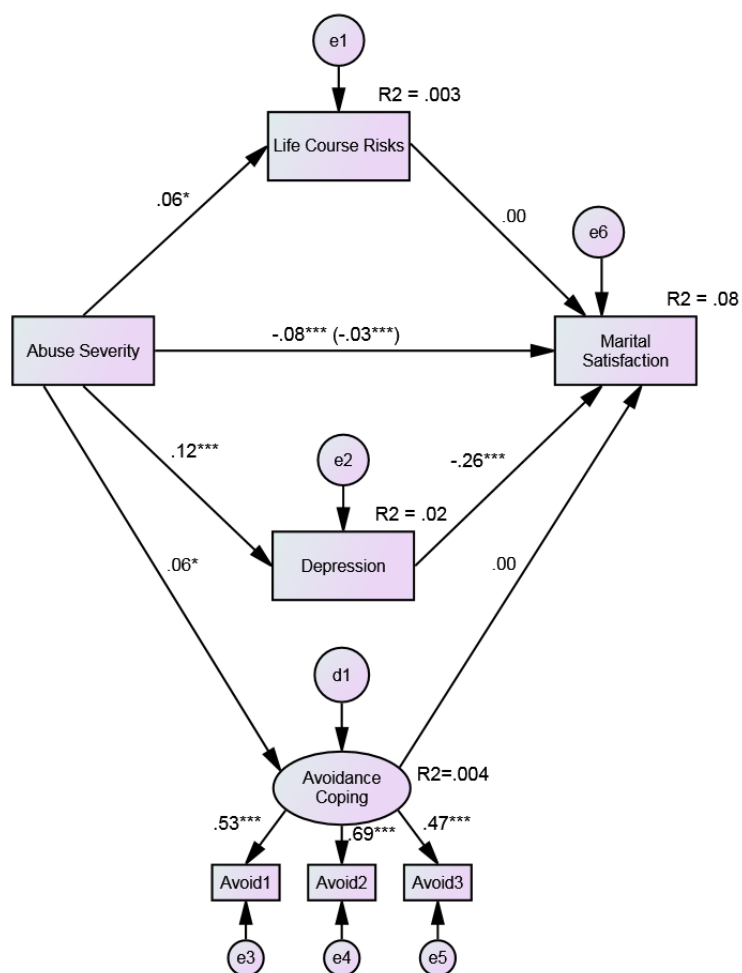 e1
R2 = .003
Life Course Risks
.06*
.00
e6
R2 = .08
Abuse Severity
-.08*** (-.03***)
Marital
Satisfaction
.12***
e2
-.26***
R2 = .02
Depression
.06*
.00
d1
Avoidance
Coping
R2=.004
.53***
.69***
.47***
Avoid1
Avoid2
Avoid3
e3
e4
e5